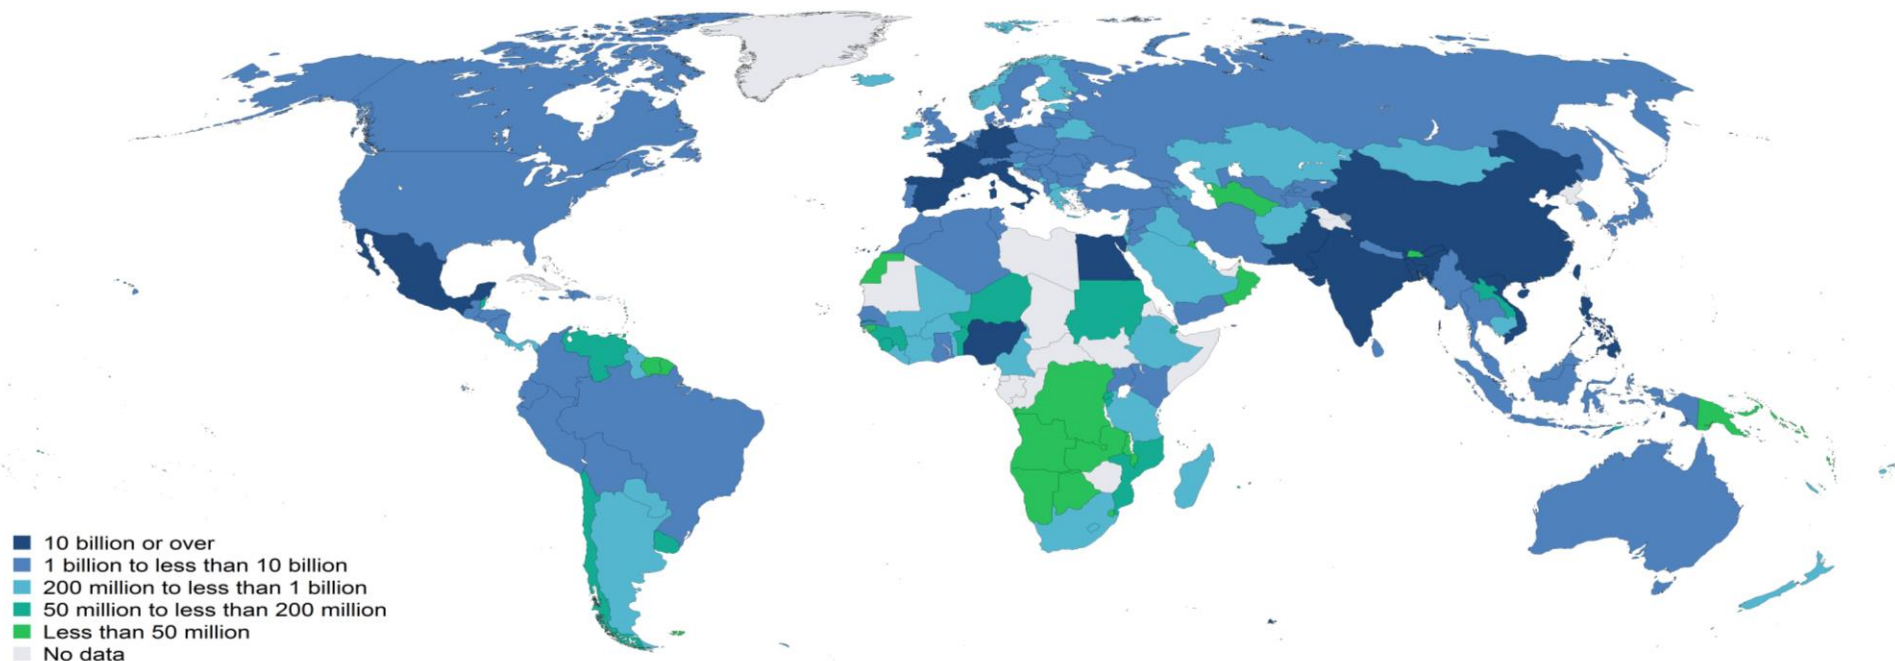 10 billion or over
1 billion to less than 10 billion
200 million to less than 1 billion
50 million to less than 200 million
Less than 50 million
No data